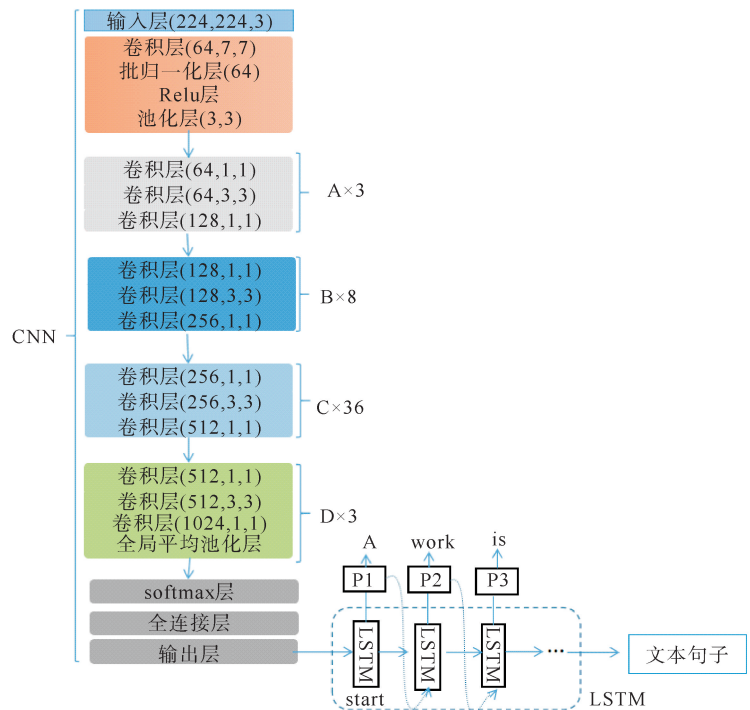 输入层(224,224,3)
卷积层(64,7,7)
批归一化层(64)
Relu层
池化层(3,3)
卷积层(64,1,1)
卷积层(64,3,3)
卷积层(128,1,1)
A×3
卷积层(128,1,1)
卷积层(128,3,3)
卷积层(256,1,1)
B×8
CNN
卷积层(256,1,1)
卷积层(256,3,3)
卷积层(512,1,1)
C×36
卷积层(512,1,1)
卷积层(512,3,3)
卷积层(1024,1,1)
全局平均池化层
D×3
softmax层
全连接层
输出层
A
work
is
P1
P2
P3
LSTM
LSTM
LSTM
...
start
LSTM
文本句子